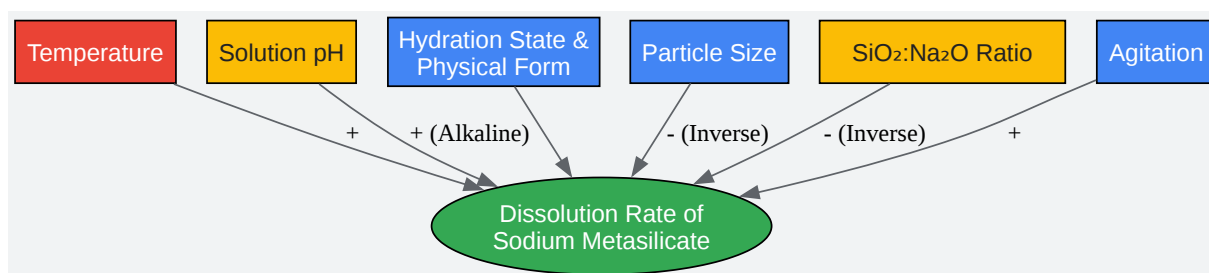 Temperature
Solution pH
Hydration State &
Physical Form
Particle Size
SiO₂:Na₂O Ratio
Agitation
+
+ (Alkaline)
- (Inverse)
- (Inverse)
+
Dissolution Rate of
Sodium Metasilicate